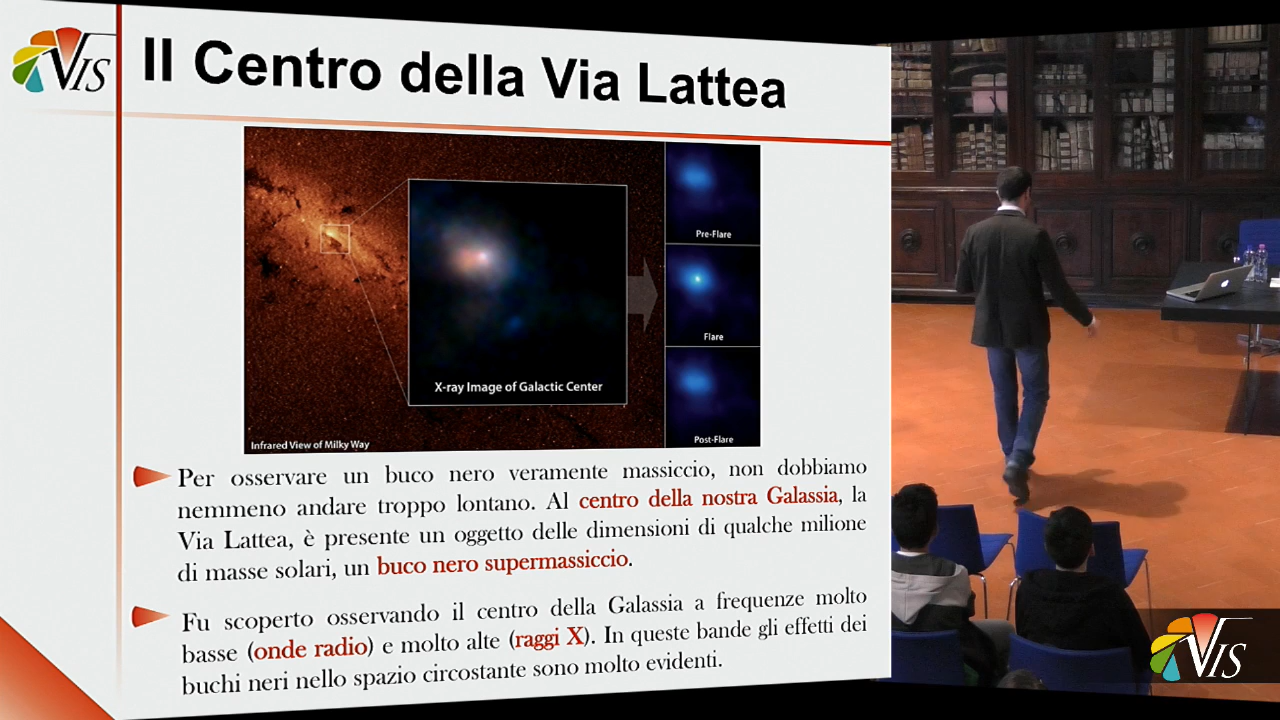 VIS
Il Centro della Via Lattea
Pre-Flare
Flare
Post-Flare
X-ray Image of Galactic Center
Infrared View of Milky Way
Per osservare un buco nero veramente massiccio, non dobbiamo
nemmeno andare troppo lontano. Al centro della nostra Galassia, la
Via Lattea, è presente un oggetto delle dimensioni di qualche milione
di masse solari, un buco nero supermassiccio.
Fu scoperto osservando il centro della Galassia a frequenze molto
basse (onde radio) e molto alte (raggi X). In queste bande gli effetti dei
buchi neri nello spazio circostante sono molto evidenti.
VIS